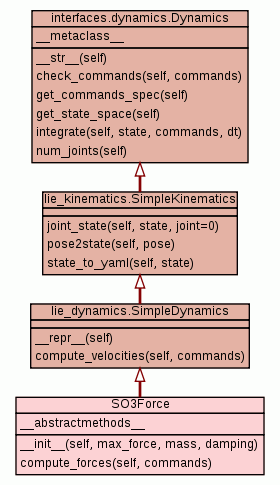 interfaces.dynamics.Dynamics
__metaclass__
__str__(self)
check_commands(self, commands)
get_commands_spec(self)
get_state_space(self)
integrate(self, state, commands, dt)
num_joints(self)
lie_kinematics.SimpleKinematics
joint_state(self, state, joint=0)
pose2state(self, pose)
state_to_yaml(self, state)
lie_dynamics.SimpleDynamics
__repr__(self)
compute_velocities(self, commands)
SO3Force
__abstractmethods__
__init__(self, max_force, mass, damping)
compute_forces(self, commands)